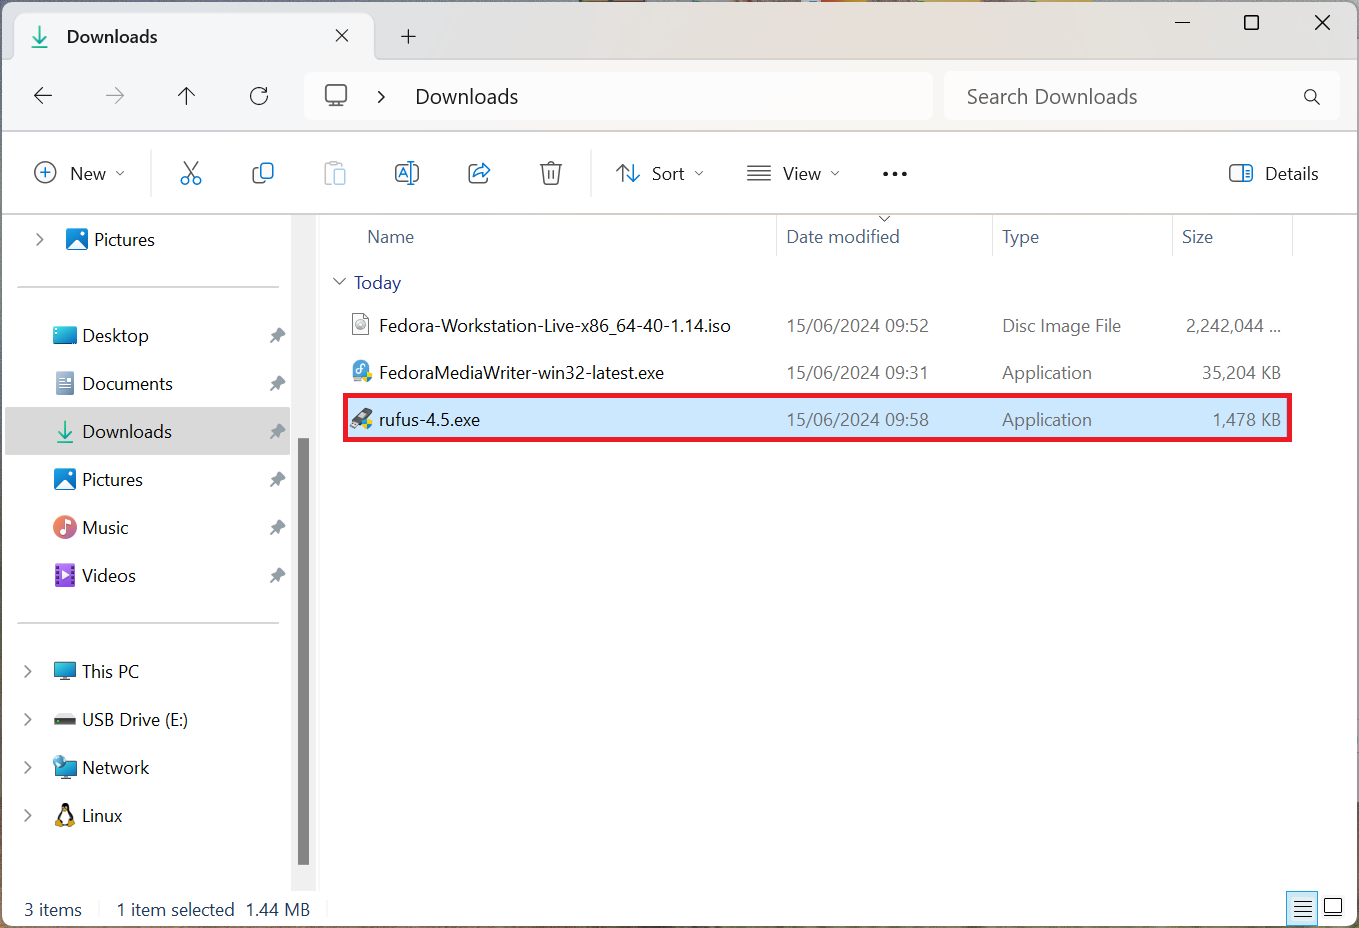 Downloads
Downloads
Search Downloads
New
Sort
View
Details
Pictures
Desktop
Documents
Downloads
Pictures
Music
Videos
This PC
USB Drive (E:)
Network
Linux
Name Date modified Type Size
Today
Fedora-Workstation-Live-x86_64-40-1.14.iso 15/06/2024 09:52 Disc Image File 2,242,044 ...
FedoraMediaWriter-win32-latest.exe 15/06/2024 09:31 Application 35,204 KB
rufus-4.5.exe 15/06/2024 09:58 Application 1,478 KB
3 items 1 item selected 1.44 MB